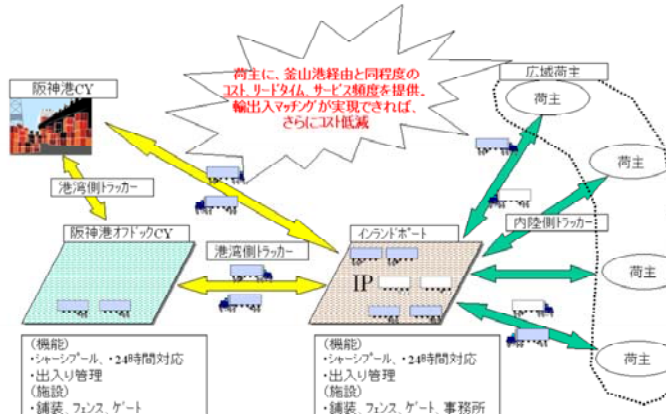 荷主に、釜山港経由と同程度の
コスト、リードタイム、サービス頻度を提供。
輸出入マッチングが実現できれば、
さらにコスト低減
広域荷主
阪神港CY
荷主
荷主
港湾側トラッカー
内陸側トラッカー
阪神港オフドックCY
港湾側トラッカー
インランドポート
IP
荷主
荷主
(機能)
・シャーシプール、・24時間対応
・出入り管理
(施設)
・舗装、フェンス、ゲート
(機能)
・シャーシプール、・24時間対応
・出入り管理
(施設)
・舗装、フェンス、ゲート、事務所